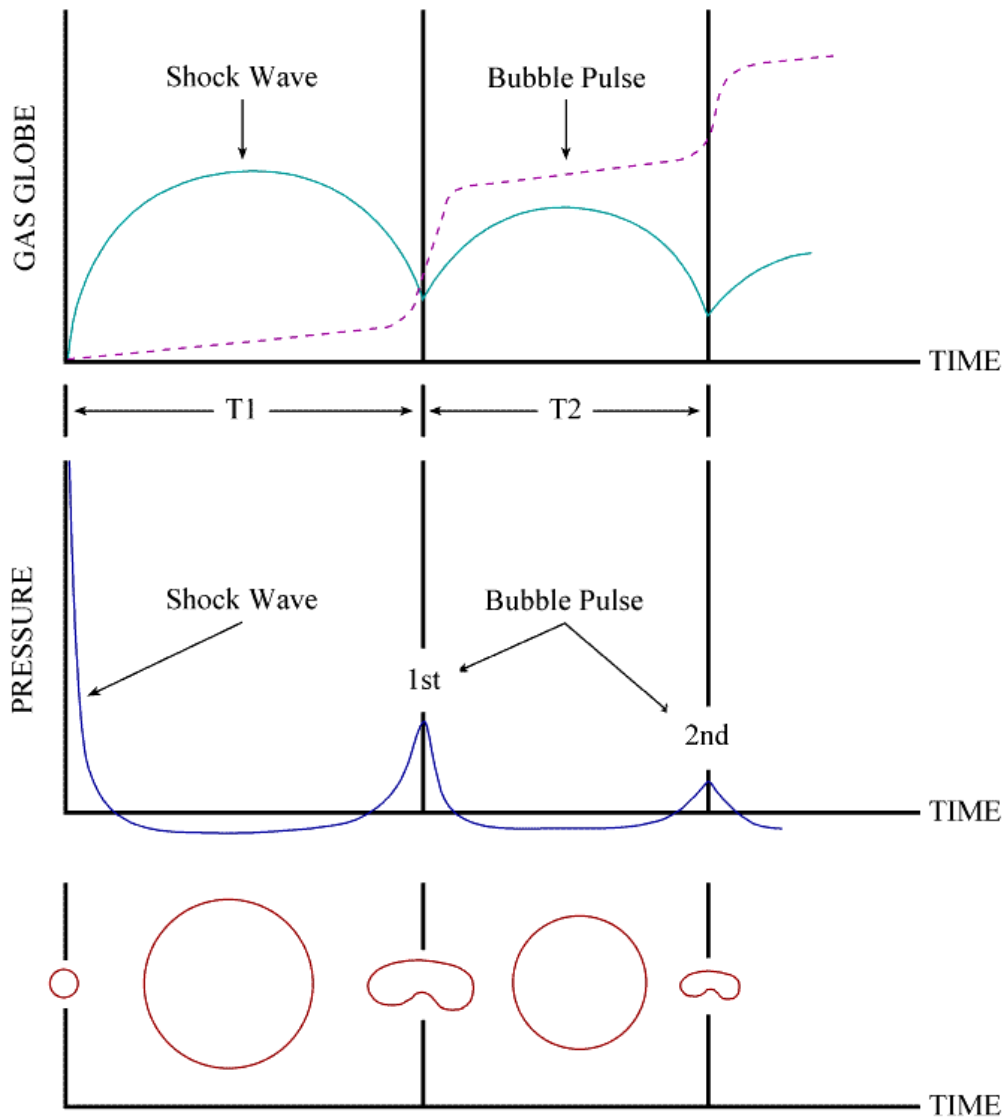 Shock Wave
Bubble Pulse
GAS GLOBE
TIME
T1
T2
PRESSURE
Shock Wave
Bubble Pulse
1st
2nd
TIME
TIME